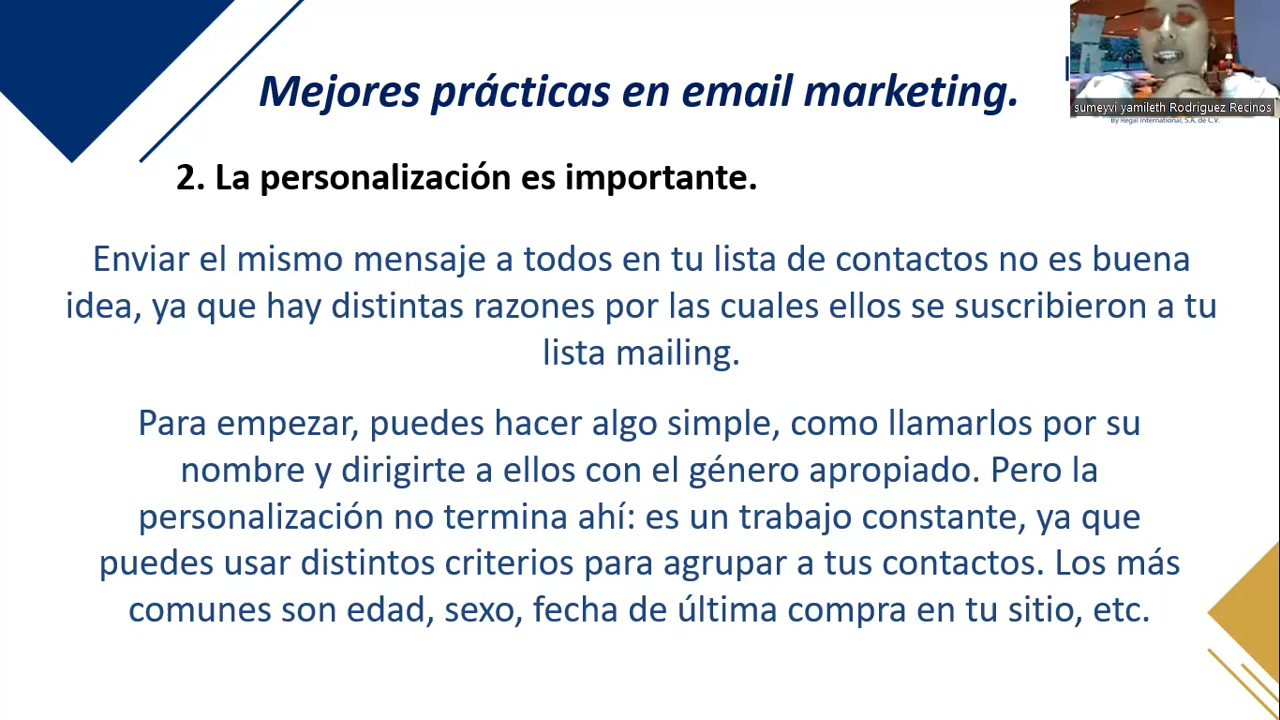 Mejores prácticas en email marketing.
sumeyvi yamileth Rodriguez Recinos
By Regal International, S.A. de C.V.
2. La personalización es importante.
Enviar el mismo mensaje a todos en tu lista de contactos no es buena
idea, ya que hay distintas razones por las cuales ellos se suscribieron a tu
lista mailing.
Para empezar, puedes hacer algo simple, como llamarlos por su
nombre y dirigirte a ellos con el género apropiado. Pero la
personalización no termina ahí: es un trabajo constante, ya que
puedes usar distintos criterios para agrupar a tus contactos. Los más
comunes son edad, sexo, fecha de última compra en tu sitio, etc.